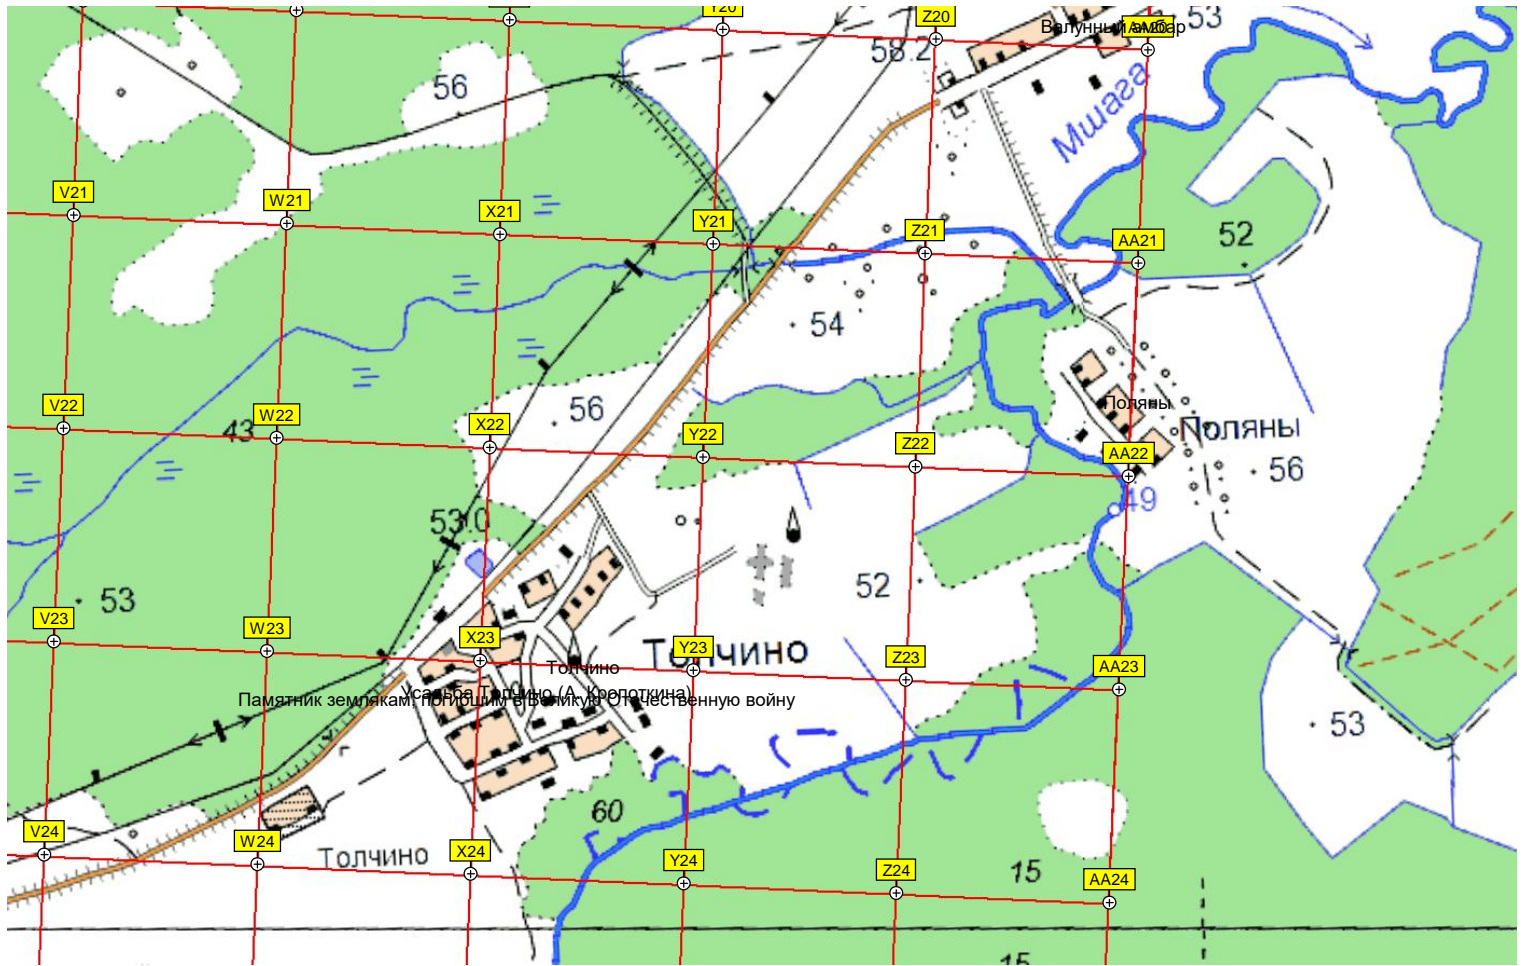 Y20
Z20
53
Валунный амбар
AA20
58.2
56
Мшага
V21
W21
X21
Y21
Z21
AA21
52
54
V22
W22
X22
56
Y22
Z22
Поляны
Поляны
AA22
43
56
49
53.0
53
52
V23
W23
X23
Y23
Z23
AA23
Толчино
Толчино
Усадьба Толчино (А. Кропоткина)
Памятник землякам, погибшим в Великую Отечественную войну
53
г
60
V24
W24
X24
Y24
Z24
AA24
Толчино
15
15